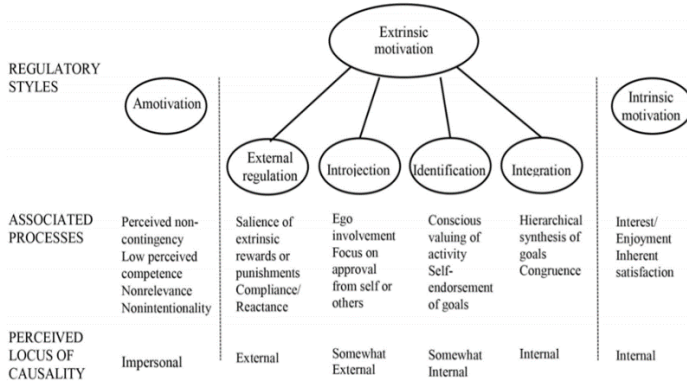 Extrinsic
motivation
REGULATORY
STYLES
Amotivation
Intrinsic
motivation
External
regulation
Introjection
Identification
Integration
ASSOCIATED
PROCESSES
Perceived non-
contingency
Low perceived
competence
Nonrelevance
Nonintentionality
Salience of
extrinsic
rewards or
punishments
Compliance/
Reactance
Ego
involvement
Focus on
approval
from self or
others
Conscious
valuing of
activity
Self-
endorsement
of goals
Hierarchical
synthesis of
goals
Congruence
Interest/
Enjoyment
Inherent
satisfaction
PERCEIVED
LOCUS OF
CAUSALITY
Impersonal
External
Somewhat
External
Somewhat
Internal
Internal
Internal